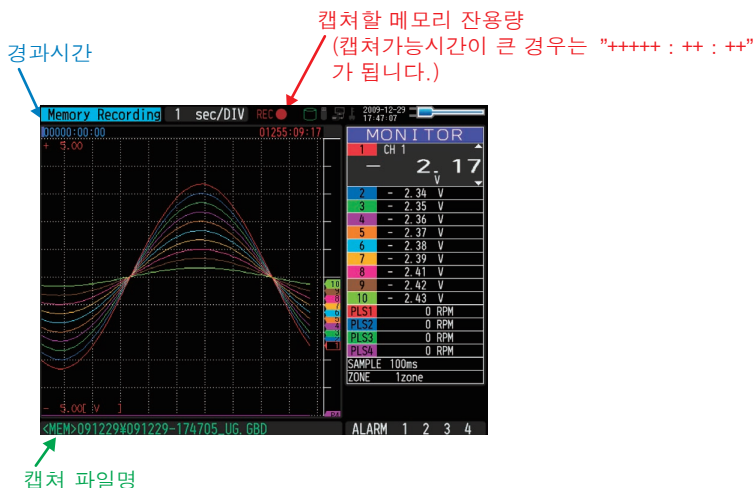 캡쳐할 메모리 잔용량
(캡쳐가능시간이 큰 경우는 "+++++ : ++ : ++"
가 됩니다.)
경과시간
Memory Recording 1 sec/DIV REC 2009-12-29
17:47:07
00000:00:00 01255:09:17
+ 5.00
MONITOR
1 CH 1
- 2.17
V
2 - 2.34 V
3 - 2.35 V
4 - 2.36 V
5 - 2.37 V
6 - 2.38 V
7 - 2.39 V
8 - 2.41 V
9 - 2.42 V
10 - 2.43 V
PLS1 0 RPM
PLS2 0 RPM
PLS3 0 RPM
PLS4 0 RPM
SAMPLE 100ms
ZONE 1zone
10
1
- 5.00[ V ]
<MEM>091229¥091229-174705_UG.GBD
ALARM 1 2 3 4
캡쳐 파일명